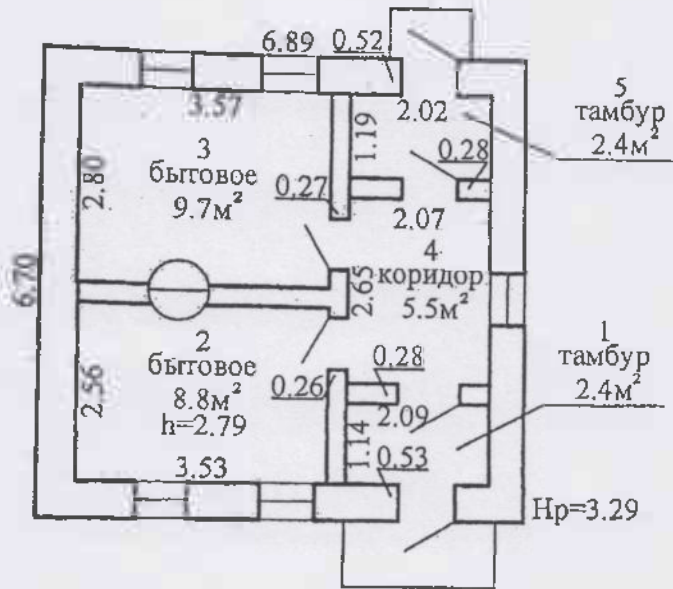 6.89
0.52
3.57
2.02
5
тамбур
2.4м²
1.19
3
бытовое
9.7м²
0.28
0.27
2.80
2.07
4
коридор
5.5м²
2.65
6.70
1
тамбур
2.4м²
2
бытовое
8.8м²
h=2.79
0.28
0.26
2.56
2.09
1.14
3.53
0.53
Нр=3.29